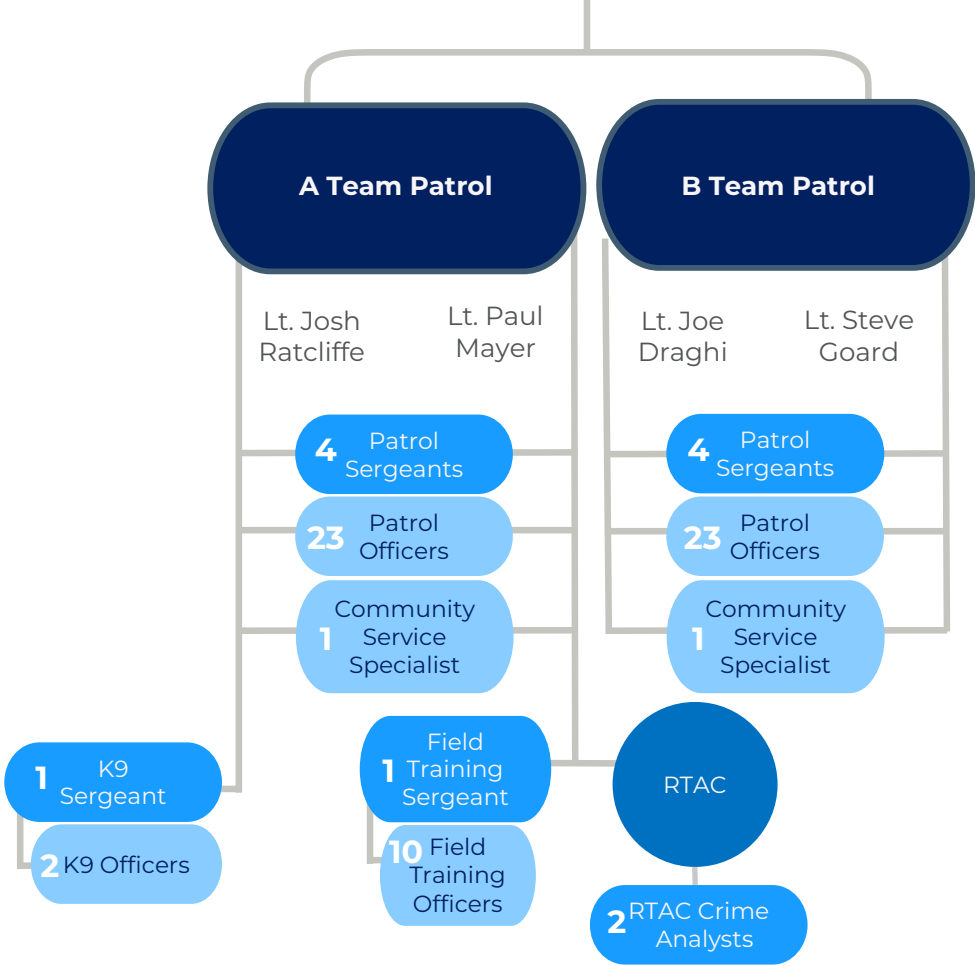 A Team Patrol
B Team Patrol
Lt. Josh
Ratcliffe
Lt. Paul
Mayer
Lt. Joe
Draghi
Lt. Steve
Goard
4 Patrol
Sergeants
23 Patrol
Officers
1 Community
Service
Specialist
4 Patrol
Sergeants
23 Patrol
Officers
1 Community
Service
Specialist
1 K9
Sergeant
2 K9 Officers
1 Field
Training
Sergeant
10 Field
Training
Officers
RTAC
2 RTAC Crime
Analysts